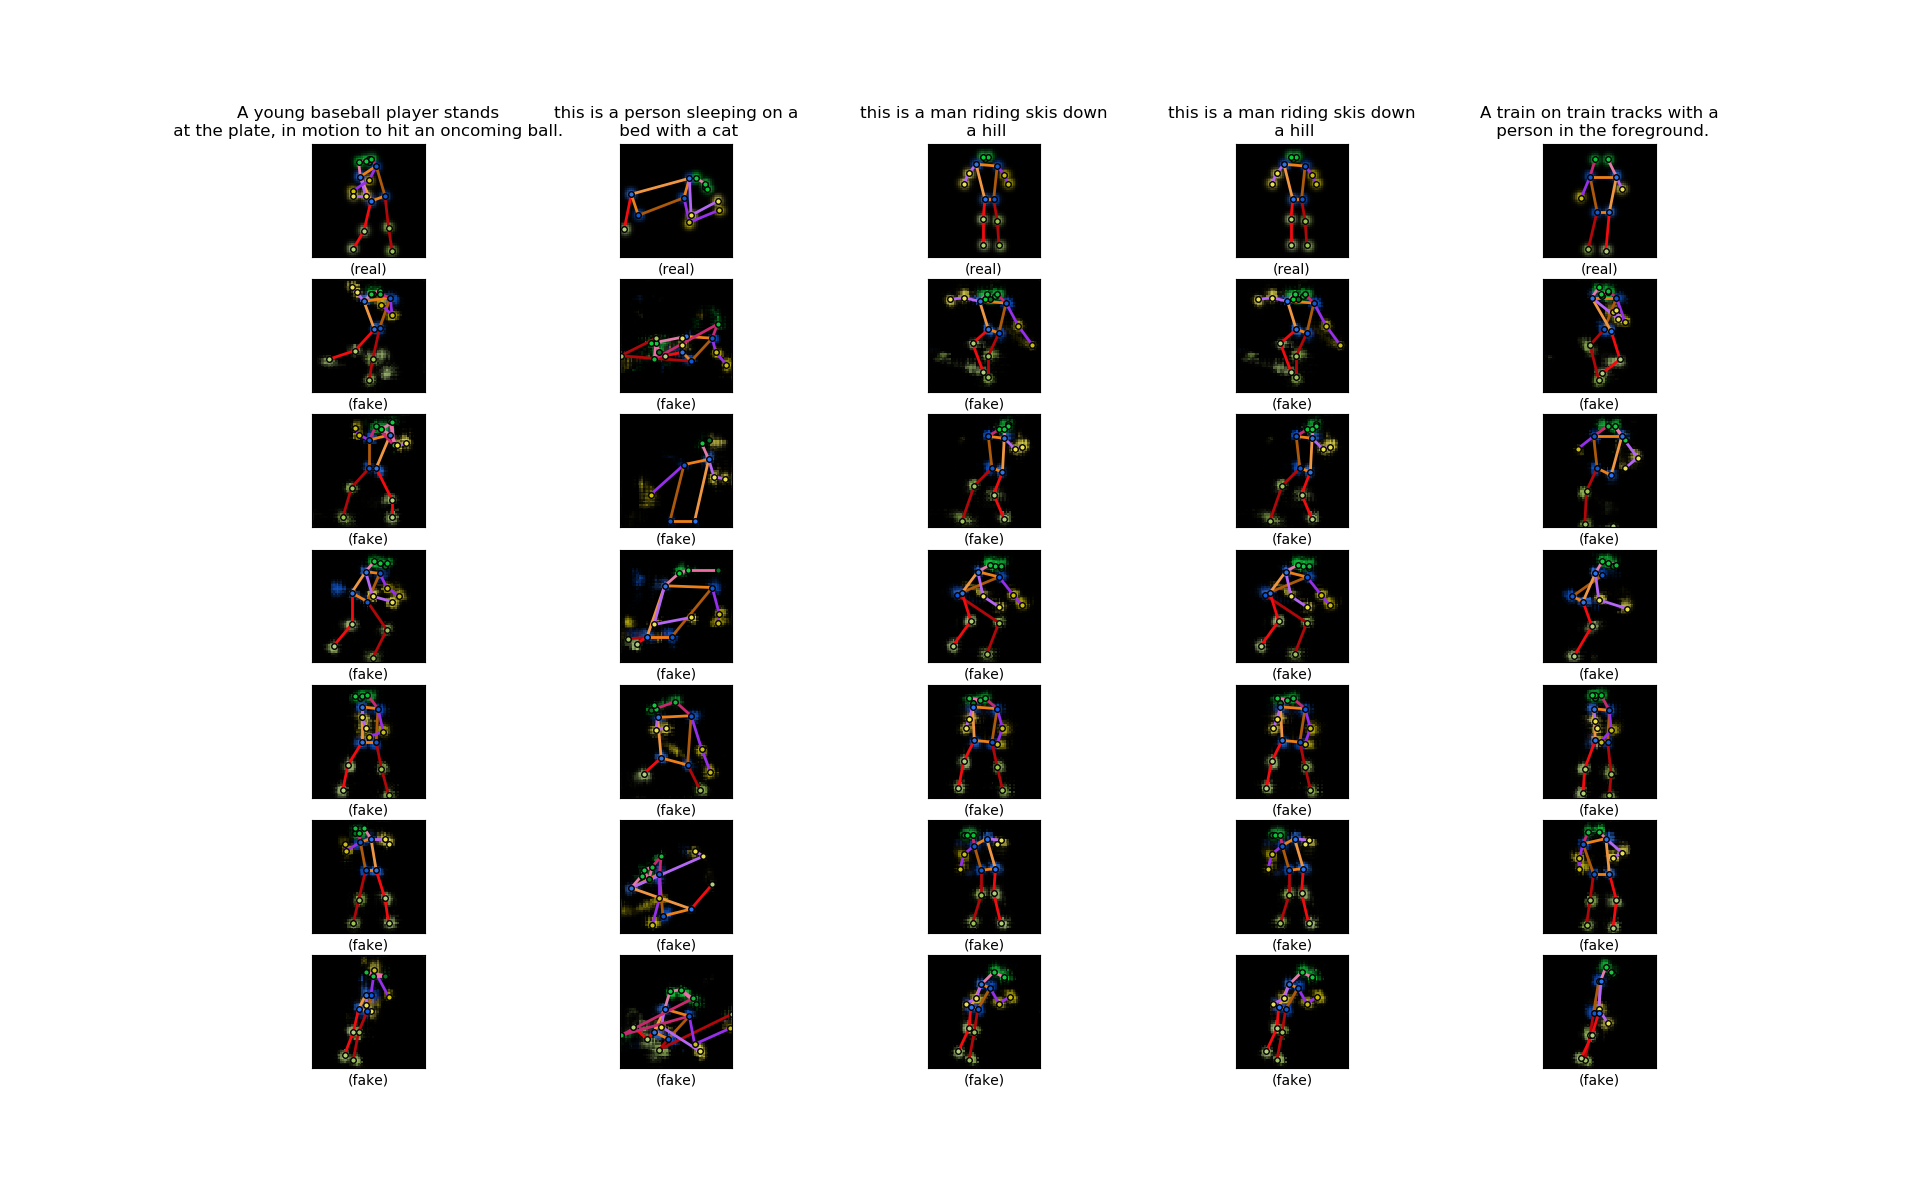 A young baseball player stands
at the plate, in motion to hit an oncoming ball.
this is a person sleeping on a
bed with a cat
this is a man riding skis down
a hill
this is a man riding skis down
a hill
A train on train tracks with a
person in the foreground.
(real) (real) (real) (real) (real)
(fake) (fake) (fake) (fake) (fake)
(fake) (fake) (fake) (fake) (fake)
(fake) (fake) (fake) (fake) (fake)
(fake) (fake) (fake) (fake) (fake)
(fake) (fake) (fake) (fake) (fake)
(fake) (fake) (fake) (fake) (fake)